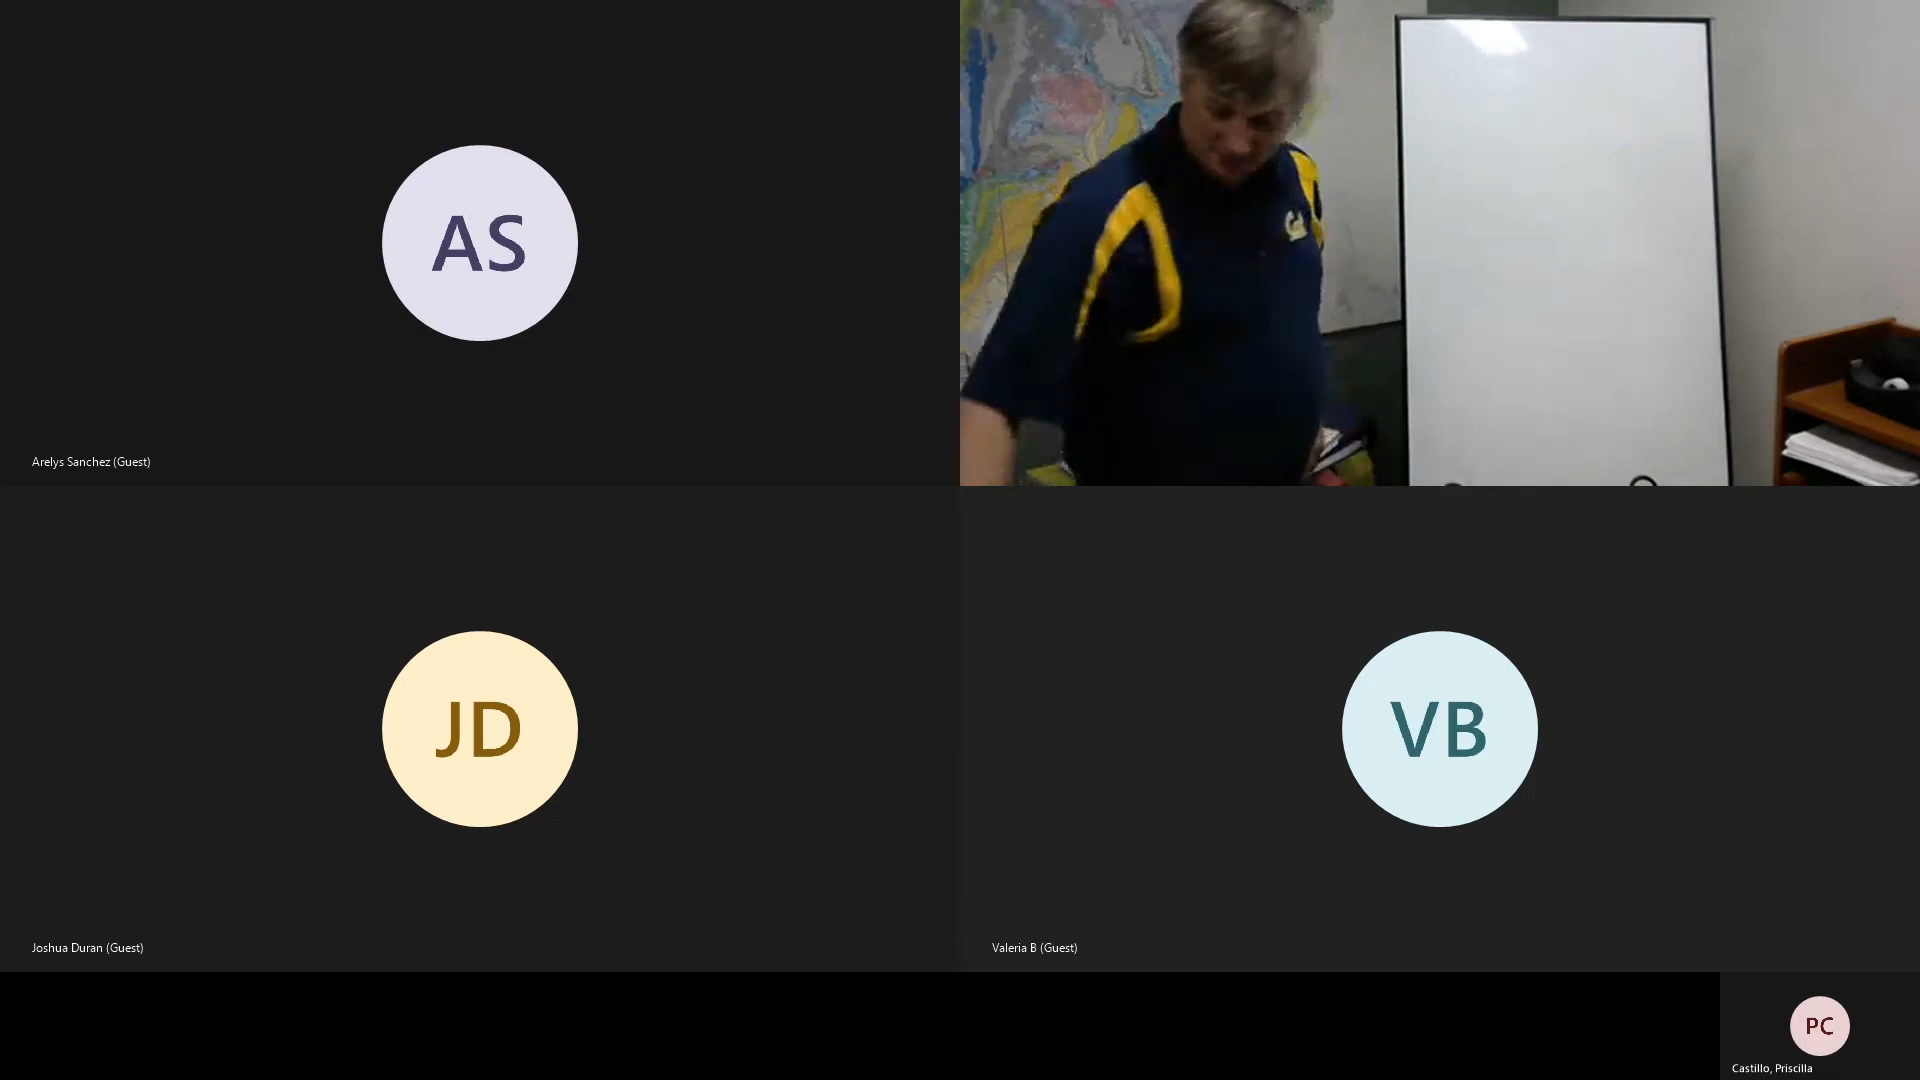 AS
Arelys Sanchez (Guest)
JD
Joshua Duran (Guest)
VB
Valeria B (Guest)
PC
Castillo, Priscilla